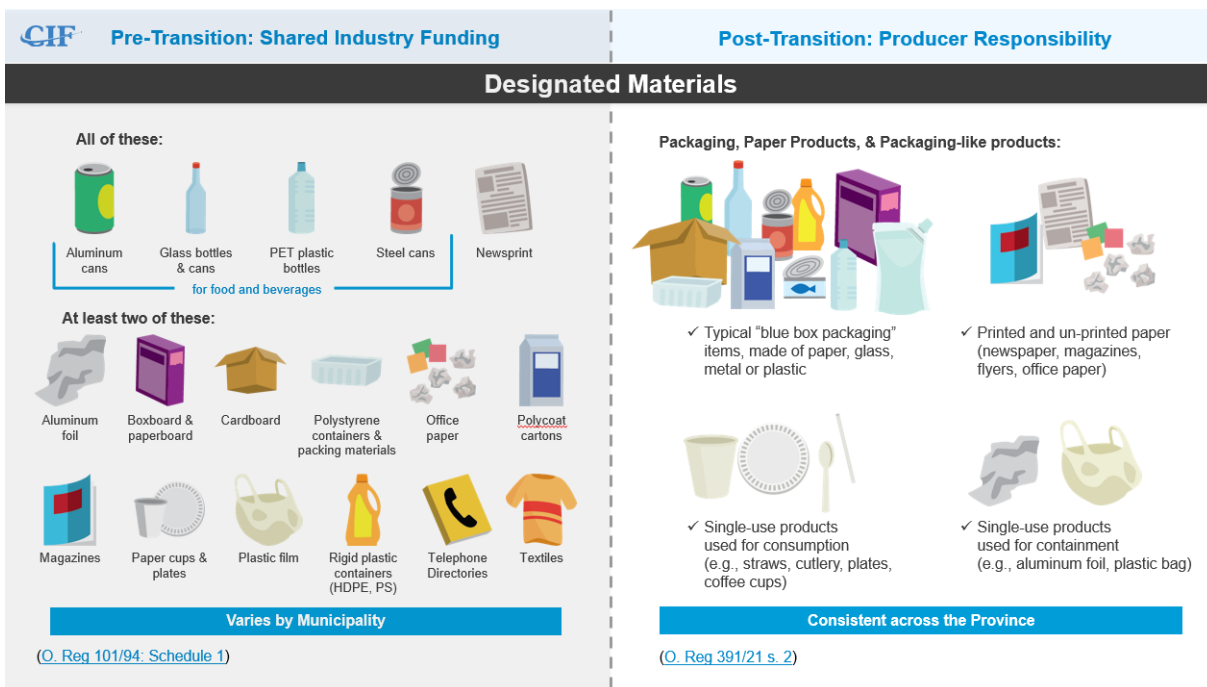 CIF
Pre-Transition: Shared Industry Funding
Post-Transition: Producer Responsibility
Designated Materials
All of these:
Aluminum
cans
Glass bottles
& cans
PET plastic
bottles
Steel cans
Newsprint
for food and beverages
At least two of these:
Aluminum
foil
Boxboard &
paperboard
Cardboard
Polystyrene
containers &
packing materials
Office
paper
Polycoat
cartons
Magazines
Paper cups &
plates
Plastic film
Rigid plastic
containers
(HDPE, PS)
Telephone
Directories
Textiles
Varies by Municipality
(O. Reg 101/94: Schedule 1)
Packaging, Paper Products, & Packaging-like products:
✓ Typical “blue box packaging”
items, made of paper, glass,
metal or plastic
✓ Printed and un-printed paper
(newspaper, magazines,
flyers, office paper)
✓ Single-use products
used for consumption
(e.g., straws, cutlery, plates,
coffee cups)
✓ Single-use products
used for containment
(e.g., aluminum foil, plastic bag)
Consistent across the Province
(O. Reg 391/21 s. 2)